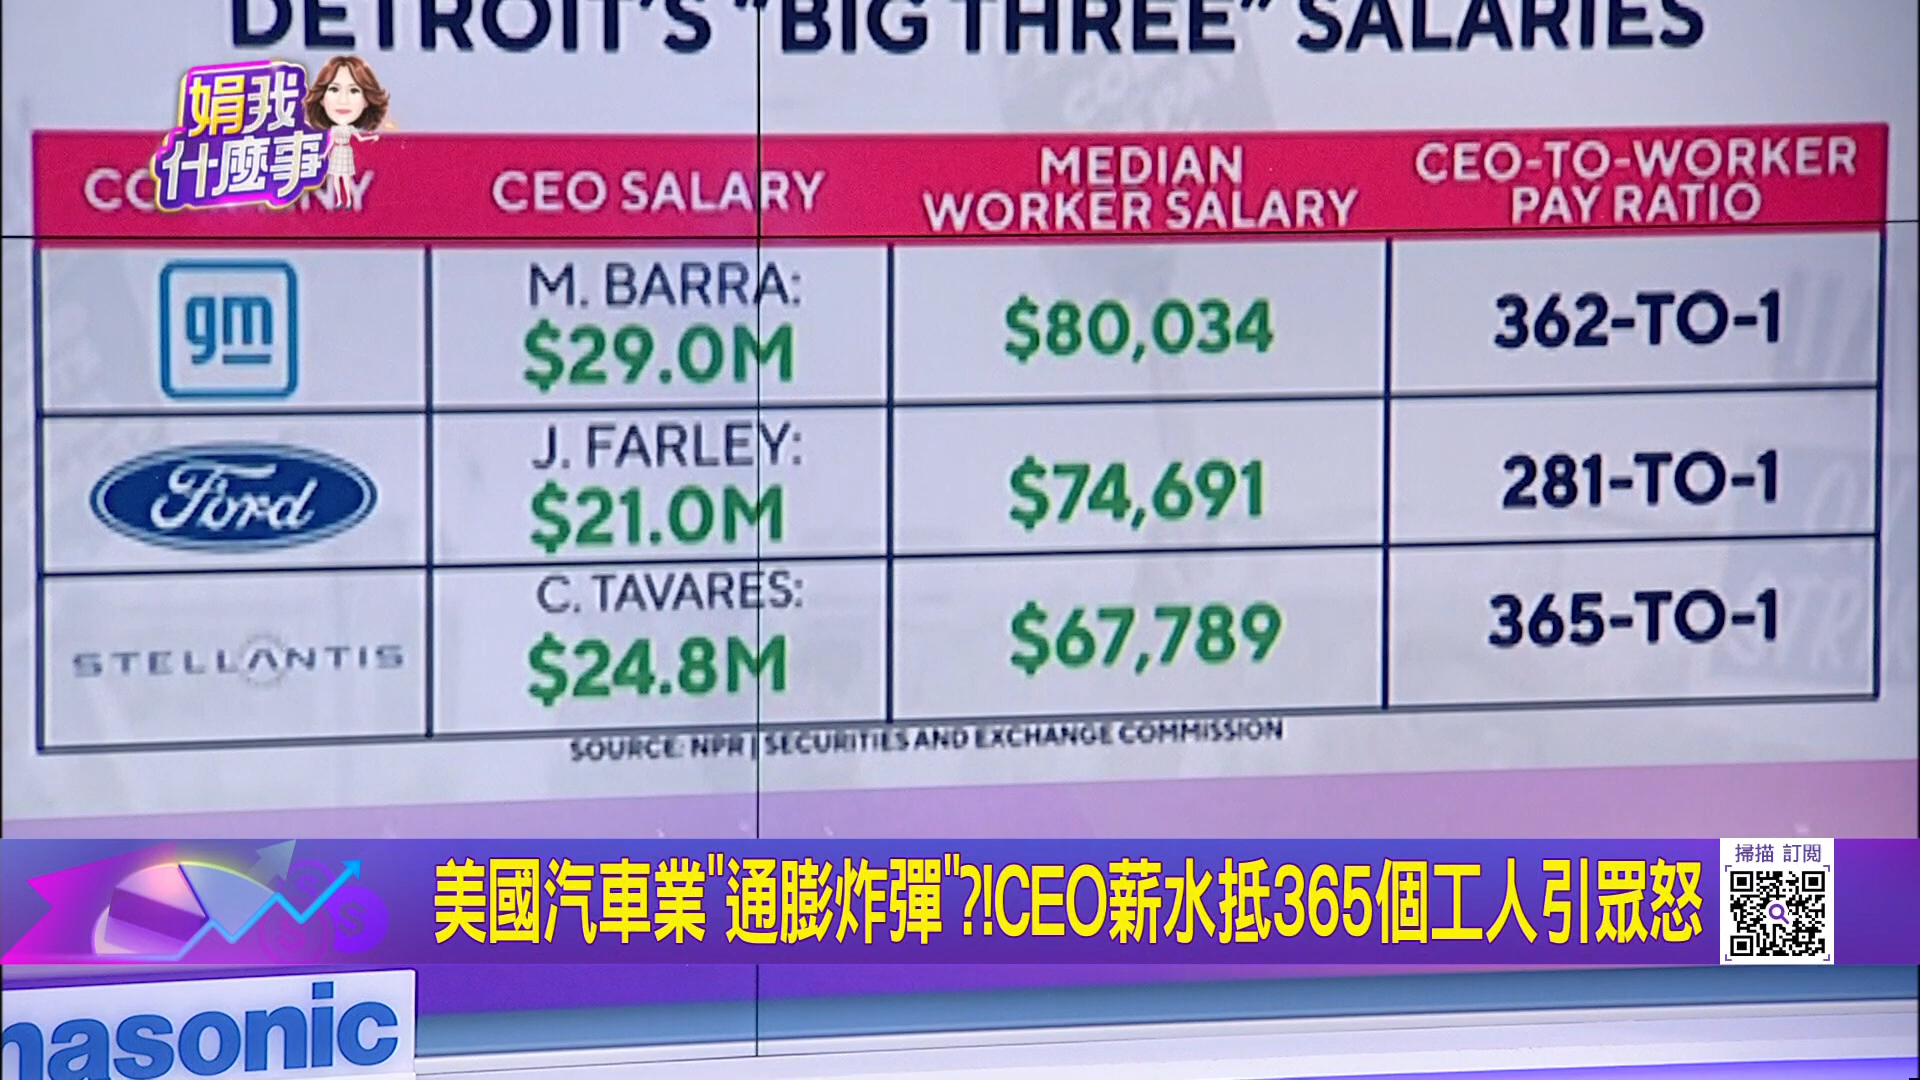 DETROIT'S "BIG THREE" SALARIES
娟我
什麼事
CEO SALARY
MEDIAN
WORKER SALARY
CEO-TO-WORKER
PAY RATIO
gm
M. BARRA:
$29.0M
$80,034
362-TO-1
Ford
J. FARLEY:
$21.0M
$74,691
281-TO-1
STELLANTIS
C. TAVARES:
$24.8M
$67,789
365-TO-1
SOURCE: NPR | SECURITIES AND EXCHANGE COMMISSION
美國汽車業"通膨炸彈"?!CEO薪水抵365個工人引眾怒
掃描 訂閱
nasonic